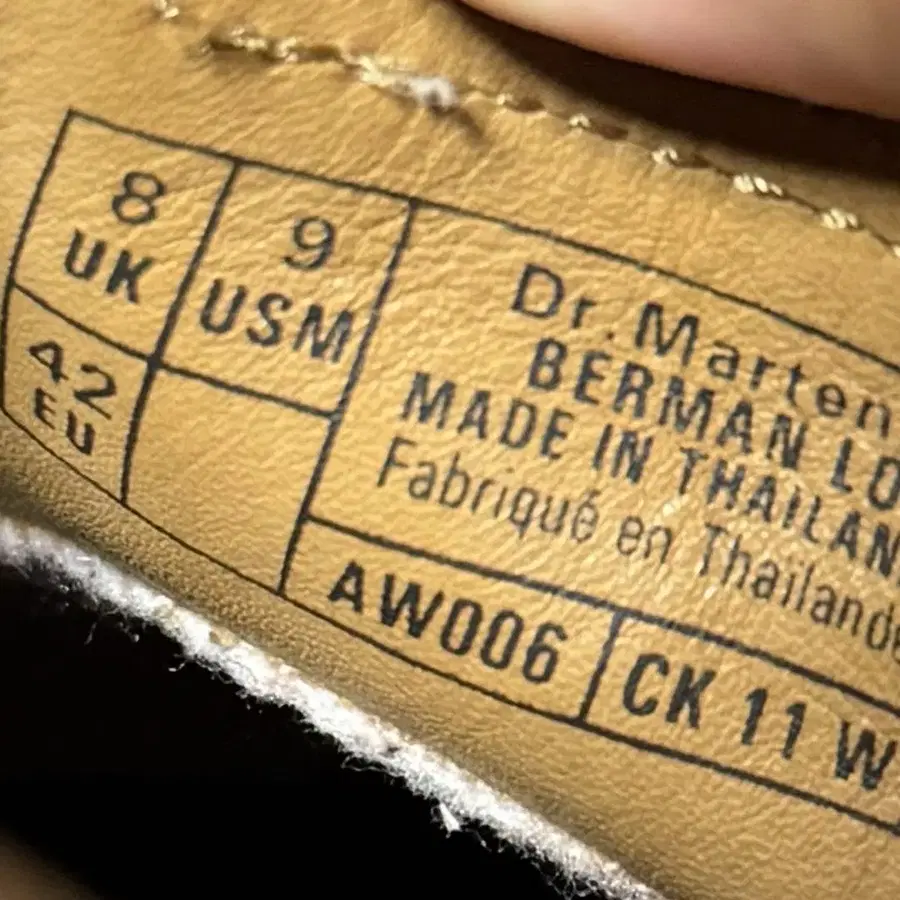 8
UK
9
USM
42
EU
Dr. Marten
BERMAN LO
MADE IN THAILAN
Fabriqué en Thailande
AW006
CK 11 W